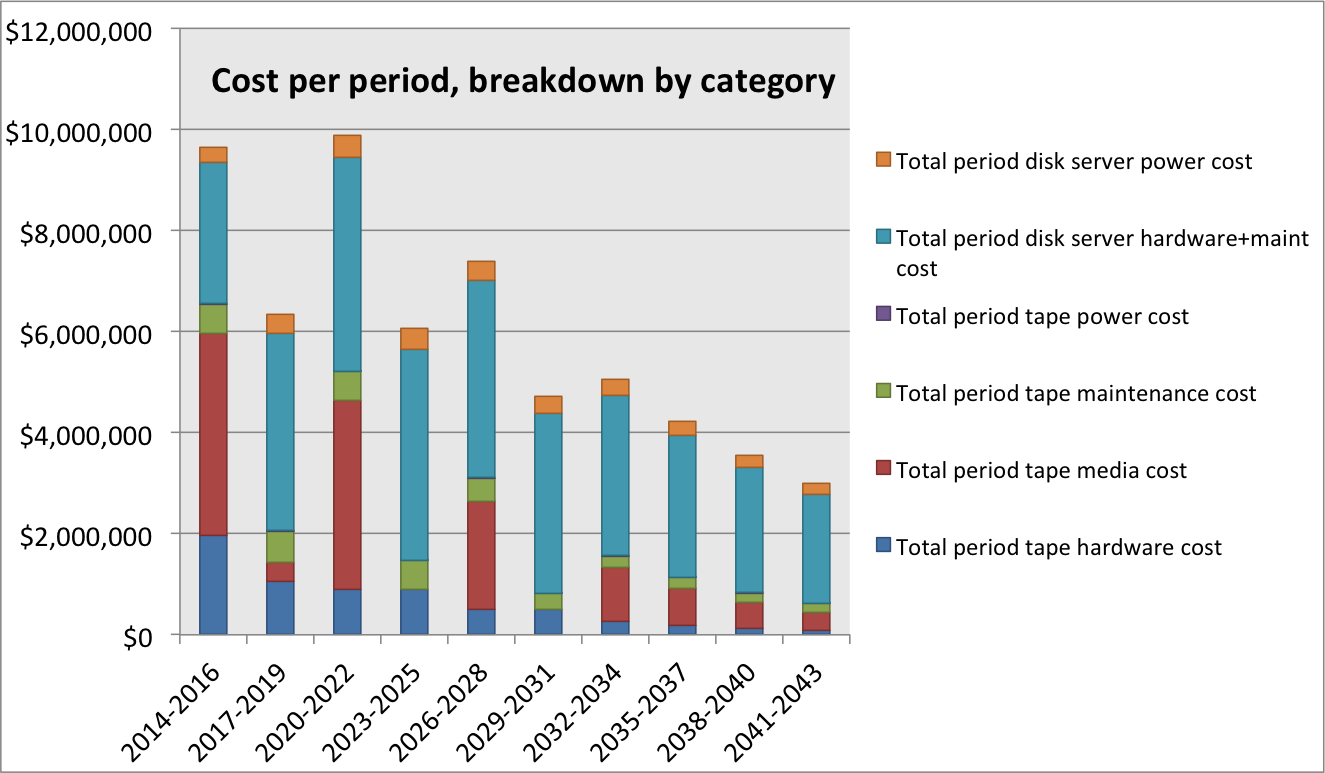 Cost per period, breakdown by category
$12,000,000
$10,000,000
$8,000,000
$6,000,000
$4,000,000
$2,000,000
$0
2014-2016
2017-2019
2020-2022
2023-2025
2026-2028
2029-2031
2032-2034
2035-2037
2038-2040
2041-2043
Total period disk server power cost
Total period disk server hardware+maint
cost
Total period tape power cost
Total period tape maintenance cost
Total period tape media cost
Total period tape hardware cost